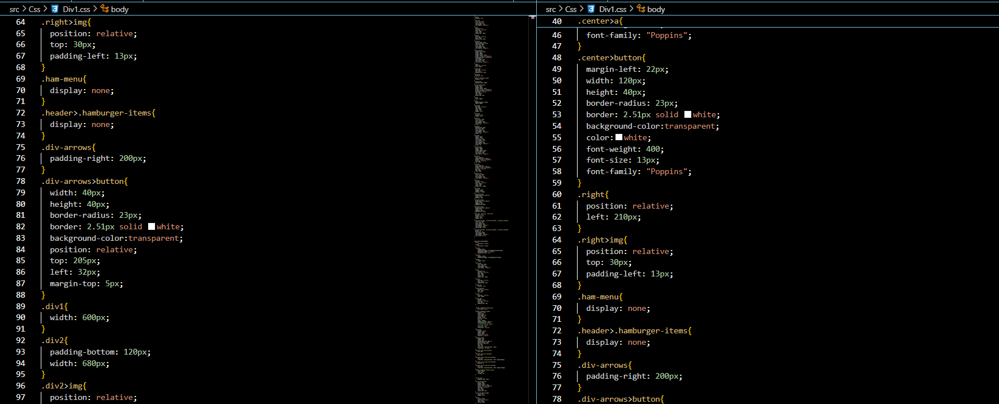 src > Css > Div1.css > body
64 .right>img{
65 position: relative;
66 top: 30px;
67 padding-left: 13px;
68 }
69 .ham-menu{
70 display: none;
71 }
72 .header>.hamburger-items{
73 display: none;
74 }
75 .div-arrows{
76 padding-right: 200px;
77 }
78 .div-arrows>button{
79 width: 40px;
80 height: 40px;
81 border-radius: 23px;
82 border: 2.51px solid white;
83 background-color:transparent;
84 position: relative;
85 top: 205px;
86 left: 32px;
87 margin-top: 5px;
88 }
89 .div1{
90 width: 600px;
91 }
92 .div2{
93 padding-bottom: 120px;
94 width: 680px;
95 }
96 .div2>img{
97 position: relative;
src > Css > Div1.css > body
40 .center>a{
46 font-family: "Poppins";
47 }
48 .center>button{
49 margin-left: 22px;
50 width: 120px;
51 height: 40px;
52 border-radius: 23px;
53 border: 2.51px solid white;
54 background-color:transparent;
55 color:white;
56 font-weight: 400;
57 font-size: 13px;
58 font-family: "Poppins";
59 }
60 .right{
61 position: relative;
62 left: 210px;
63 }
64 .right>img{
65 position: relative;
66 top: 30px;
67 padding-left: 13px;
68 }
69 .ham-menu{
70 display: none;
71 }
72 .header>.hamburger-items{
73 display: none;
74 }
75 .div-arrows{
76 padding-right: 200px;
77 }
78 .div-arrows>button{